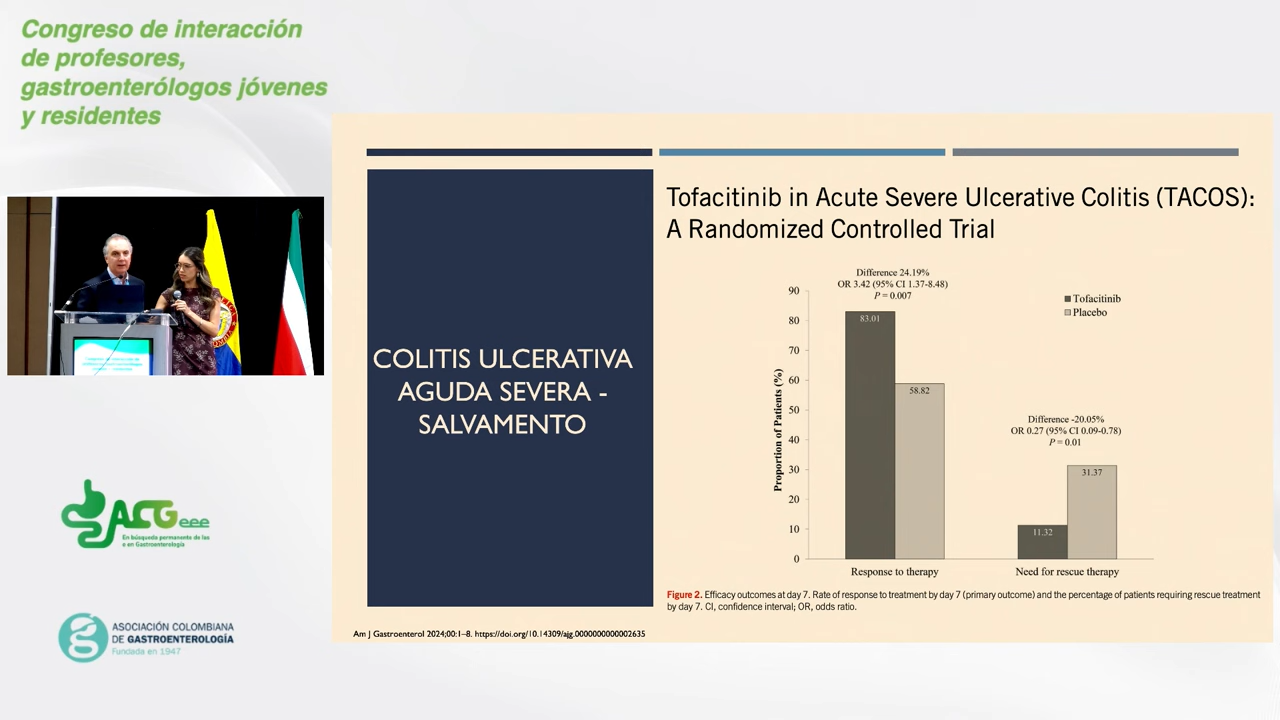 Congreso de interacción
de profesores,
gastroenterólogos jóvenes
y residentes
ACGeee
En búsqueda permanente de las
e en Gastroenterología
ASOCIACIÓN COLOMBIANA
DE GASTROENTEROLOGÍA
Fundada en 1947
COLITIS ULCERATIVA
AGUDA SEVERA -
SALVAMENTO
Tofacitinib in Acute Severe Ulcerative Colitis (TACOS):
A Randomized Controlled Trial
Difference 24.19%
OR 3.42 (95% CI 1.37-8.48)
P = 0.007
Tofacitinib
Placebo
Proportion of Patients (%)
90
80
70
60
50
40
30
20
10
0
83.01
58.82
Difference -20.05%
OR 0.27 (95% CI 0.09-0.78)
P = 0.01
31.37
11.32
Response to therapy
Need for rescue therapy
Figure 2. Efficacy outcomes at day 7. Rate of response to treatment by day 7 (primary outcome) and the percentage of patients requiring rescue treatment
by day 7. CI, confidence interval; OR, odds ratio.
Am J Gastroenterol 2024;00:1–8. https://doi.org/10.14309/ajg.0000000000002635